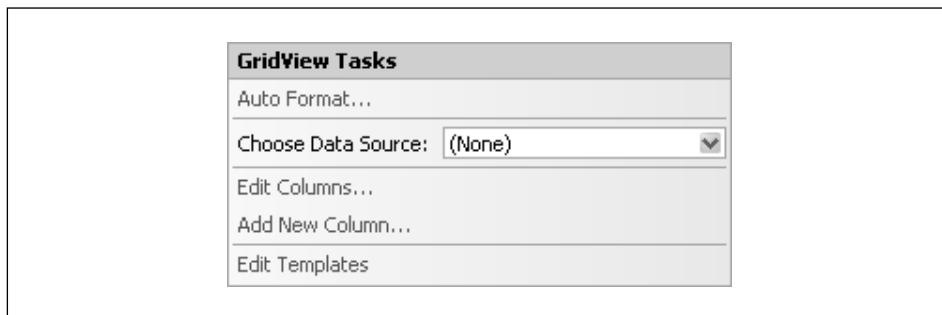 GridView Tasks
Auto Format...
Choose Data Source: (None)
Edit Columns...
Add New Column...
Edit Templates